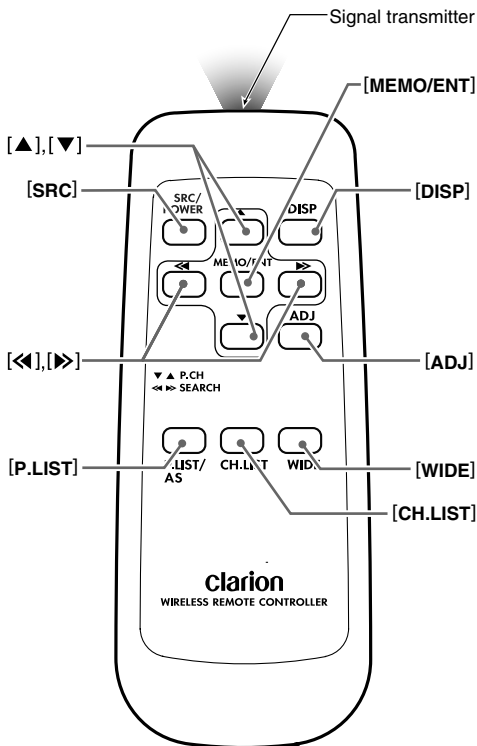 Signal transmitter
[MEMO/ENT]
[▲],[▼]
[SRC]
[DISP]
SRC/
POWER
▲
DISP
◀◀
MEMO/ENT
▶▶
▼
ADJ
[◀◀],[▶▶]
[ADJ]
▼ ▲ P.CH
◀◀ ▶▶ SEARCH
[P.LIST]
[WIDE]
P.LIST/
AS
CH.LIST
WIDE
[CH.LIST]
clarion
WIRELESS REMOTE CONTROLLER